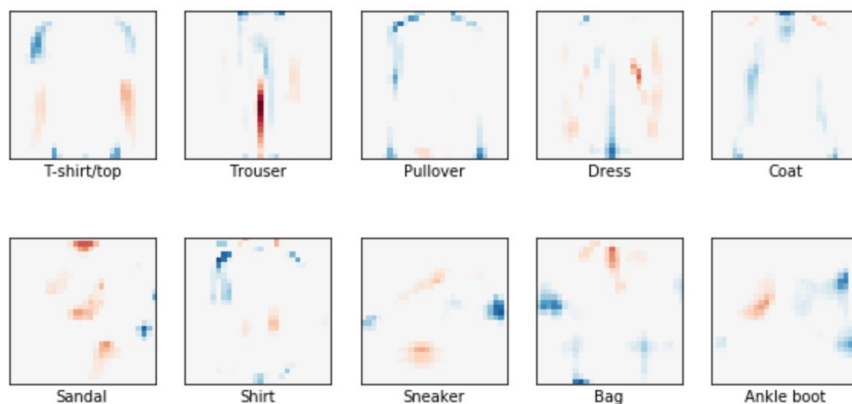 T-shirt/top Trouser Pullover Dress Coat
Sandal Shirt Sneaker Bag Ankle boot